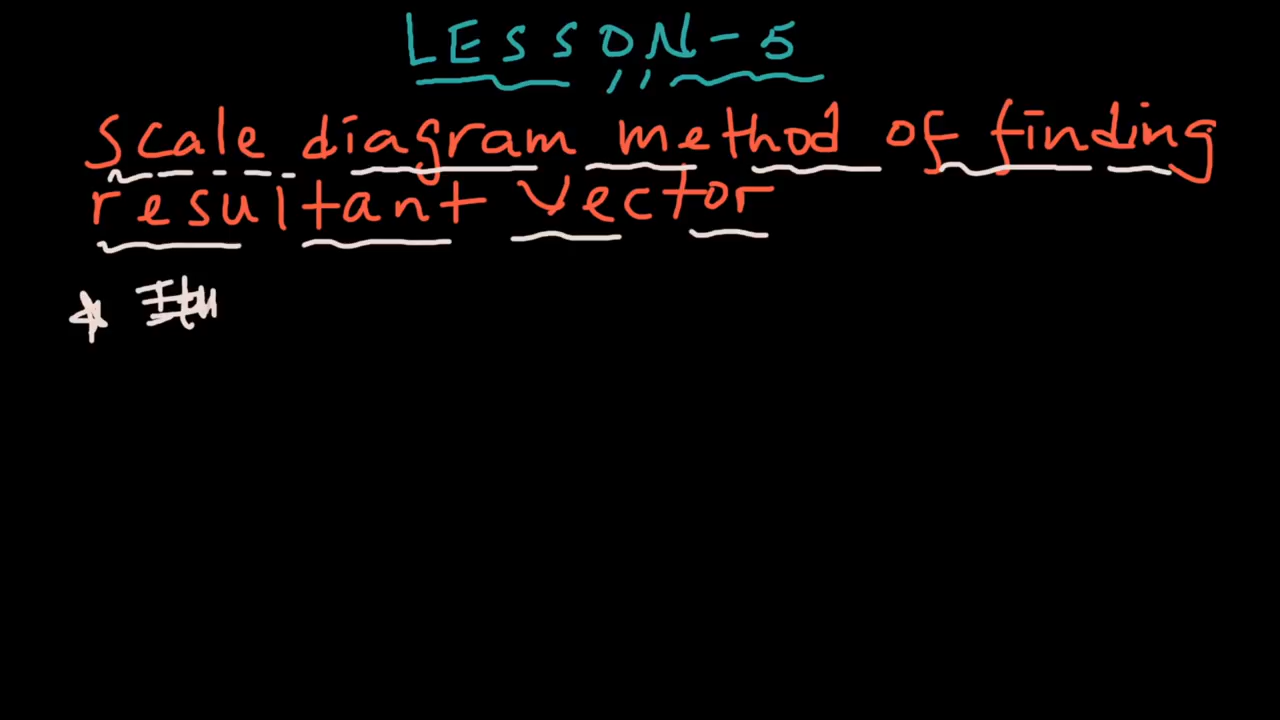 LESSON-5
Scale diagram method of finding
resultant vector